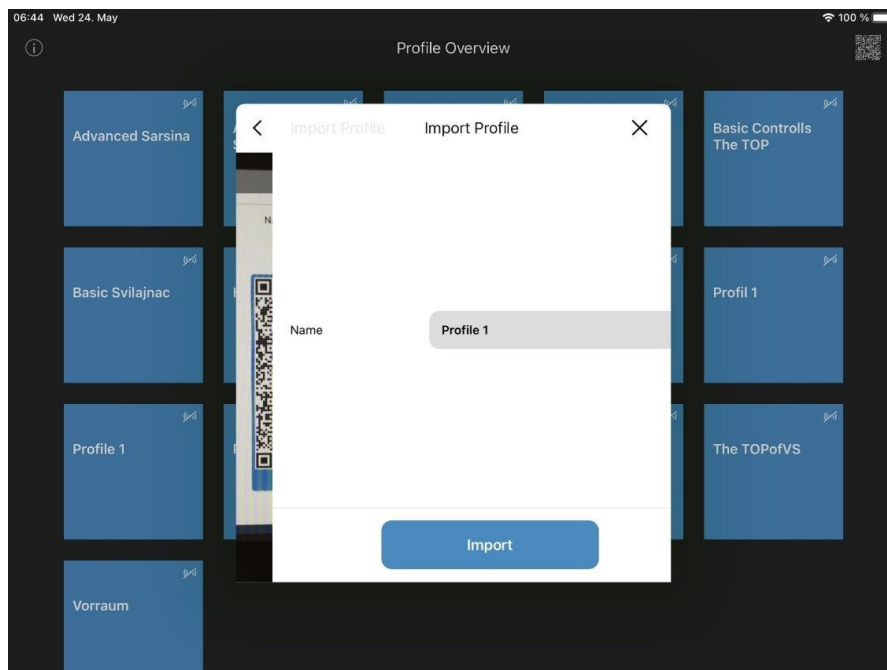 06:44 Wed 24. May
100 %
Profile Overview
Advanced Sarsina
Import Profile
Import Profile
Basic Controlls
The TOP
Basic Svilajnac
Profil 1
Name
Profile 1
Profile 1
The TOPofVS
Import
Vorraum